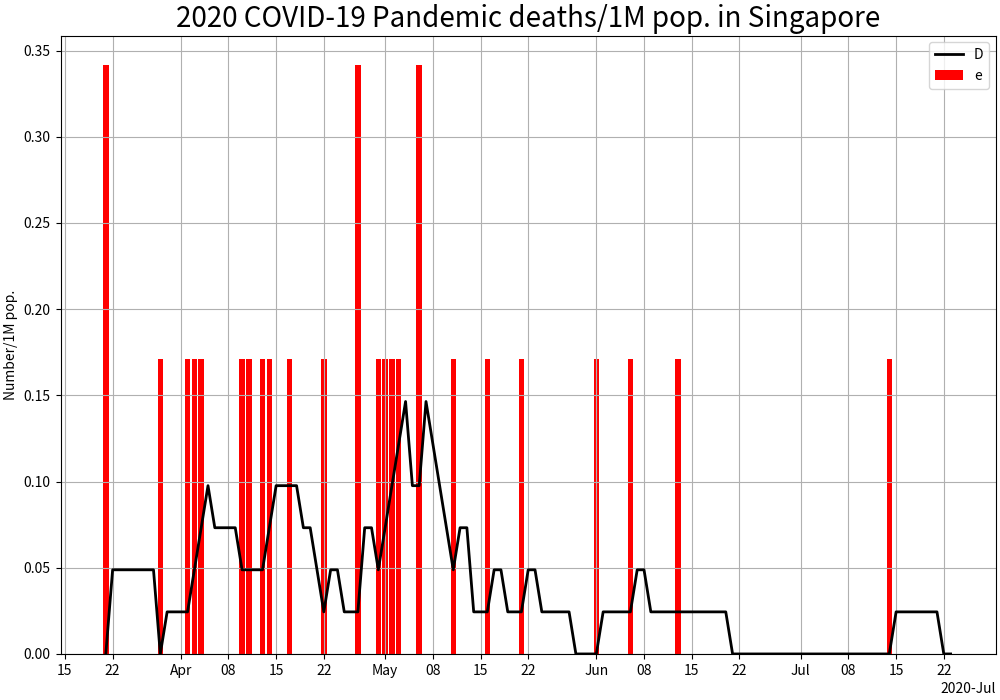 2020 COVID-19 Pandemic deaths/1M pop. in Singapore
D
e
Number/1M pop.
0.35
0.30
0.25
0.20
0.15
0.10
0.05
0.00
15 22 Apr 08 15 22 May 08 15 22 Jun 08 15 22 Jul 08 15 22
2020-Jul